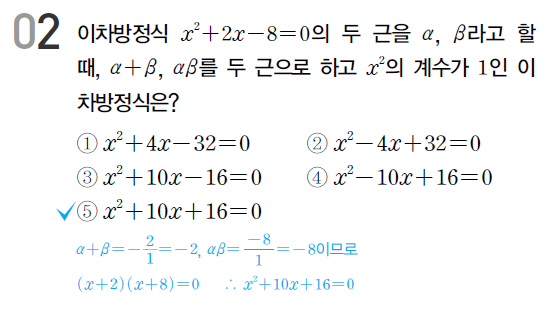 02 이차방정식 x²+2x−8=0의 두 근을 α, β라고 할
때, α+β, αβ를 두 근으로 하고 x²의 계수가 1인 이
차방정식은?
① x²+4x−32=0 ② x²−4x+32=0
③ x²+10x−16=0 ④ x²−10x+16=0
✓⑤ x²+10x+16=0
α+β=−2/1=−2, αβ=−8/1=−8이므로
(x+2)(x+8)=0 ∴ x²+10x+16=0